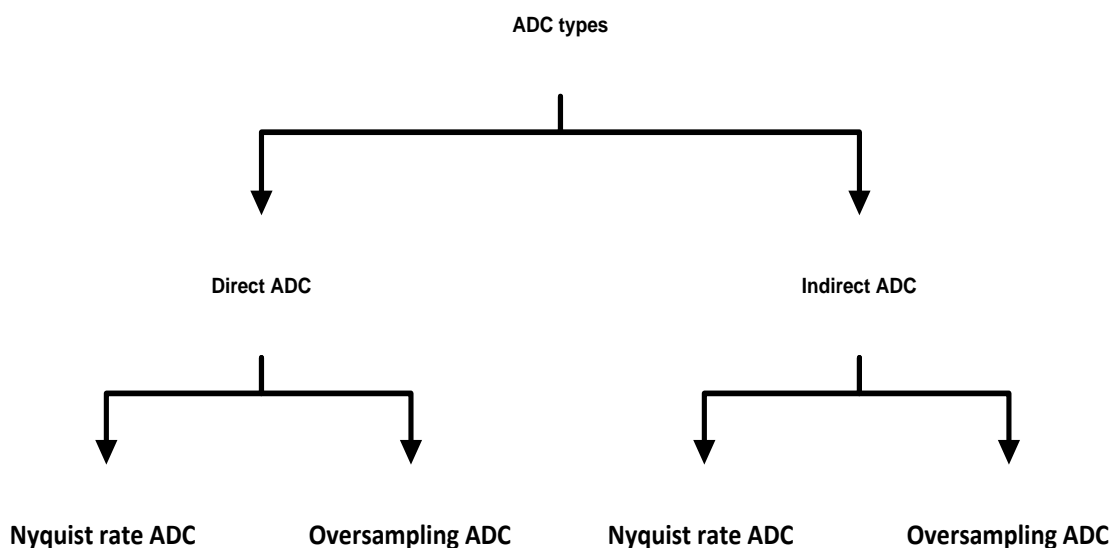 ADC types
Direct ADC
Indirect ADC
Nyquist rate ADC
Oversampling ADC
Nyquist rate ADC
Oversampling ADC